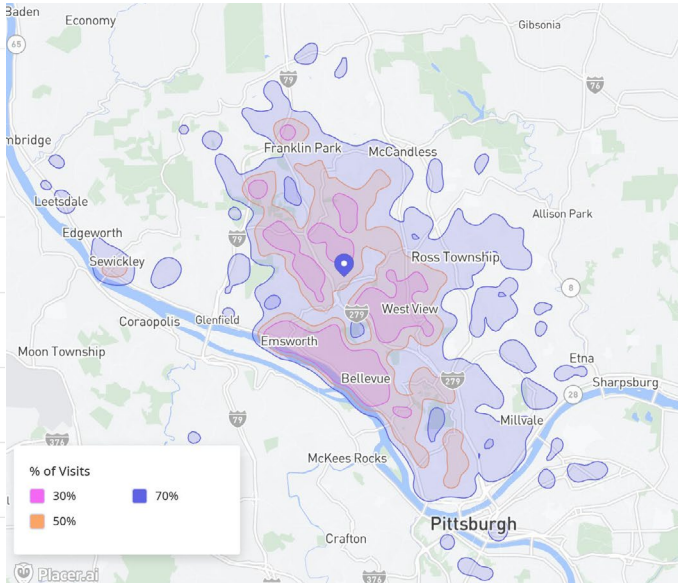 Baden
Economy
Gibsonia
65
79
76
mbridge
Franklin Park
McCandless
Leetsdale
Allison Park
Edgeworth
79
Ross Township
Sewickley
8
Coraopolis
Glenfield
279
West View
Emsworth
Moon Township
Etna
Bellevue
279
Sharpsburg
28
79
Millvale
376
McKees Rocks
% of Visits
30%
70%
50%
Pittsburgh
Crafton
376
Placer.ai